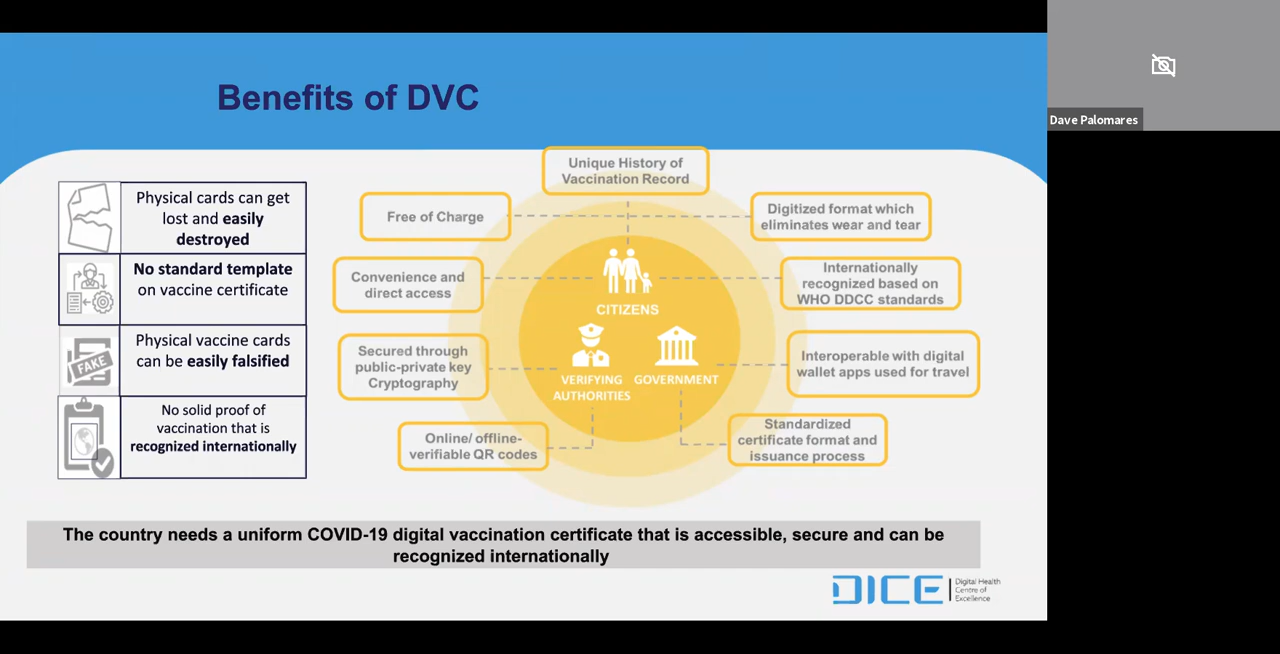 Benefits of DVC
Dave Palomares
Physical cards can get
lost and easily
destroyed
No standard template
on vaccine certificate
Physical vaccine cards
can be easily falsified
FAKE
No solid proof of
vaccination that is
recognized internationally
Unique History of
Vaccination Record
Free of Charge
Digitized format which
eliminates wear and tear
Convenience and
direct access
Internationally
recognized based on
WHO DDCC standards
CITIZENS
Secured through
public-private key
Cryptography
Interoperable with digital
wallet apps used for travel
VERIFYING
AUTHORITIES
GOVERNMENT
Online/ offline-
verifiable QR codes
Standardized
certificate format and
issuance process
The country needs a uniform COVID-19 digital vaccination certificate that is accessible, secure and can be
recognized internationally
DICE
Digital Health
Centre of
Excellence